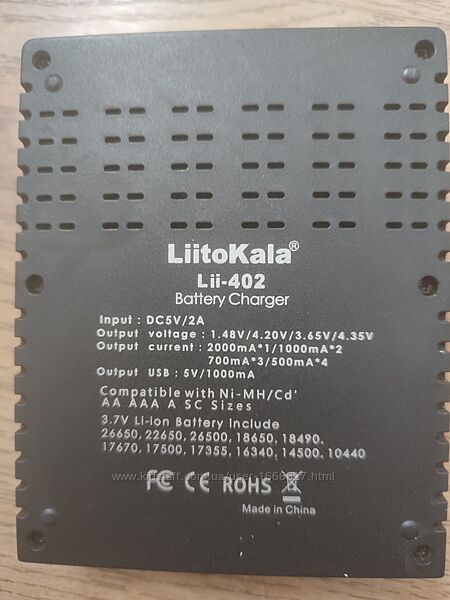 LiitoKala®
Lii-402
Battery Charger
Input : DC5V/2A
Output voltage : 1.48V/4.20V/3.65V/4.35V
Output current : 2000mA*1/1000mA*2
700mA*3/500mA*4
Output USB : 5V/1000mA
Compatible with Ni-MH/Cd'
AA AAA A SC Sizes
3.7V Li-Ion Battery Include
26650, 22650, 26500, 18650, 18490,
17670, 17500, 17355, 16340, 14500, 10440
FC CE ROHS
Made in China